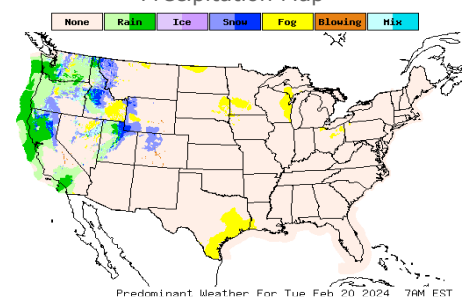 Precipitation Map
None Rain Ice Snow Fog Blowing Mix
Predominant Weather For Tue Feb 20 2024 7AM EST